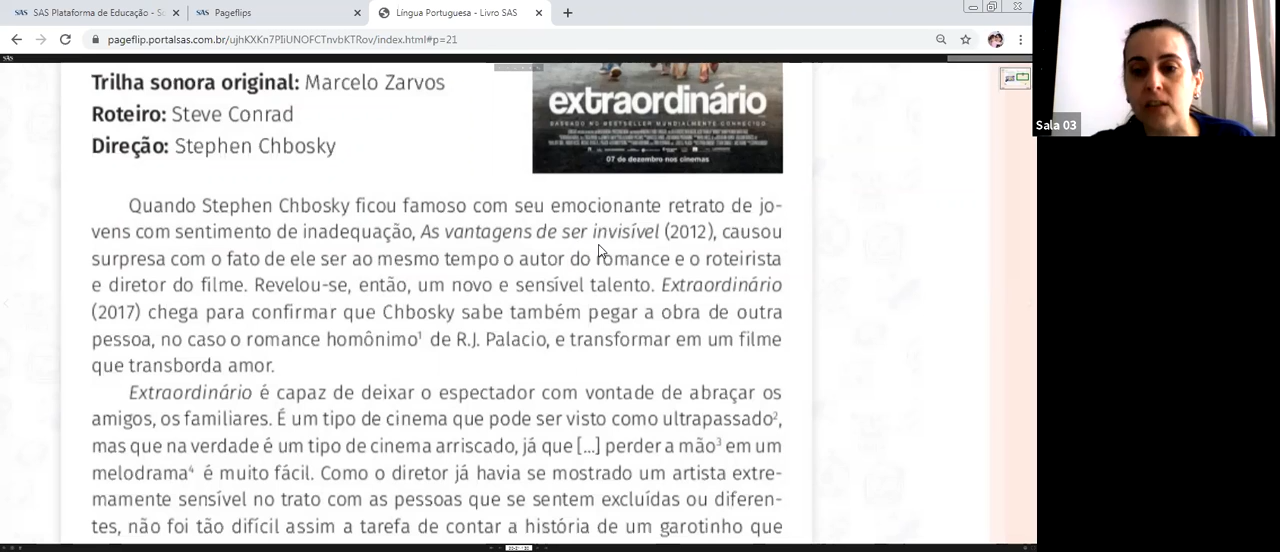 SAS Plataforma de Educação - So
Pageflips
Língua Portuguesa - Livro SAS
pageflip.portalsas.com.br/ujhKXKn7PIiUNOFCTnvbKTRov/index.html#p=21
SAS
Trilha sonora original: Marcelo Zarvos
Roteiro: Steve Conrad
Direção: Stephen Chbosky
extraordinário
BASEADO NO BESTSELLER MUNDIALMENTE CONHECIDO
07 de dezembro nos cinemas
Sala 03
Quando Stephen Chbosky ficou famoso com seu emocionante retrato de jo-
vens com sentimento de inadequação, As vantagens de ser invisível (2012), causou
surpresa com o fato de ele ser ao mesmo tempo o autor do romance e o roteirista
e diretor do filme. Revelou-se, então, um novo e sensível talento. Extraordinário
(2017) chega para confirmar que Chbosky sabe também pegar a obra de outra
pessoa, no caso o romance homônimo¹ de R.J. Palacio, e transformar em um filme
que transborda amor.
Extraordinário é capaz de deixar o espectador com vontade de abraçar os
amigos, os familiares. É um tipo de cinema que pode ser visto como ultrapassado²,
mas que na verdade é um tipo de cinema arriscado, já que [...] perder a mão³ em um
melodrama⁴ é muito fácil. Como o diretor já havia se mostrado um artista extre-
mamente sensível no trato com as pessoas que se sentem excluídas ou diferen-
tes, não foi tão difícil assim a tarefa de contar a história de um garotinho que